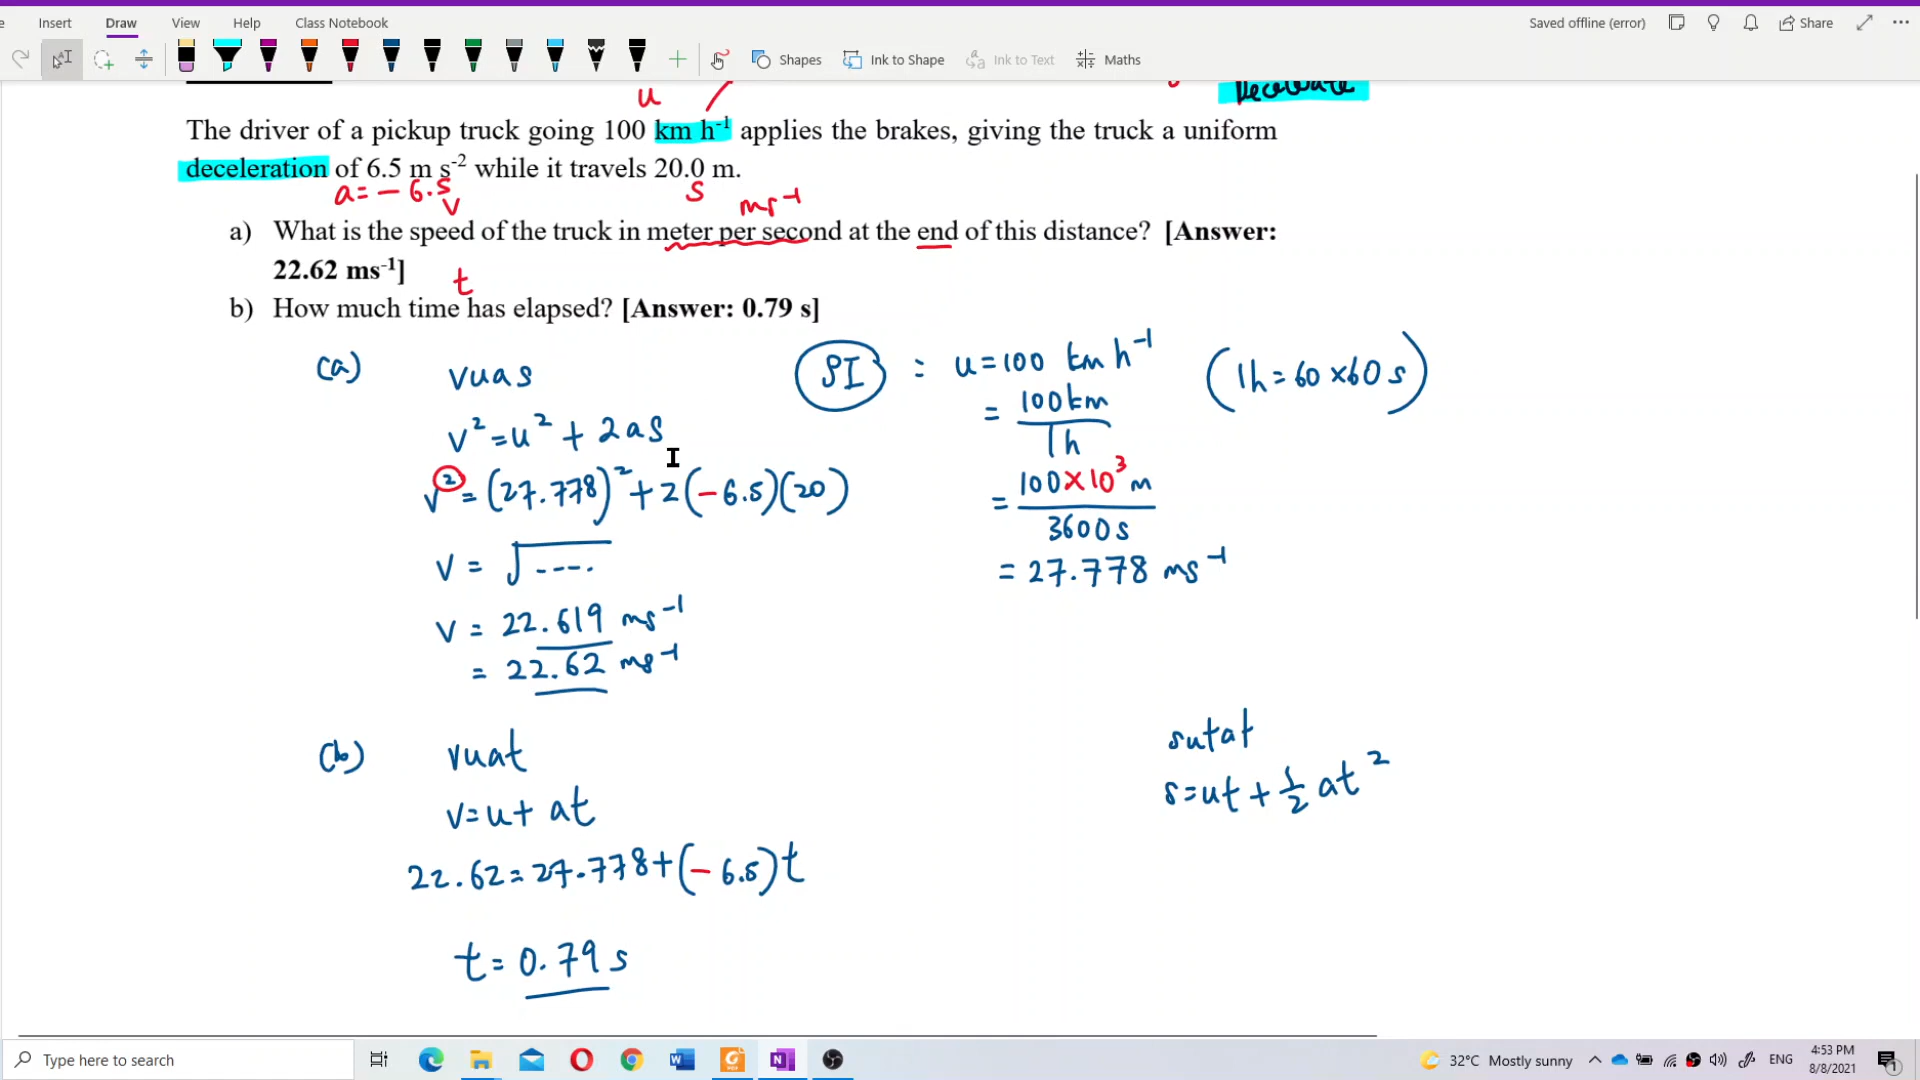 Insert Draw View Help Class Notebook Saved offline (error) Share
Shapes Ink to Shape Ink to Text Maths
u
Decelerate
The driver of a pickup truck going 100 km h⁻¹ applies the brakes, giving the truck a uniform
deceleration of 6.5 m s⁻² while it travels 20.0 m.
a = - 6.5 s
v ms⁻¹
a) What is the speed of the truck in meter per second at the end of this distance? [Answer:
22.62 ms⁻¹]
t
b) How much time has elapsed? [Answer: 0.79 s]
(a) vuas
v² = u² + 2as
v² = (27.778)² + 2(-6.5)(20)
v = √----.
v = 22.619 ms⁻¹
= 22.62 ms⁻¹
SI : u = 100 km h⁻¹ (1h = 60 x 60 s)
= 100 km
1 h
= 100 x 10³ m
3600 s
= 27.778 ms⁻¹
(b) vuat
v = u + at
22.62 = 27.778 + (-6.5)t
t = 0.79 s
sutat
s = ut + ½ at²
Type here to search
32°C Mostly sunny ENG 4:53 PM
8/8/2021
1